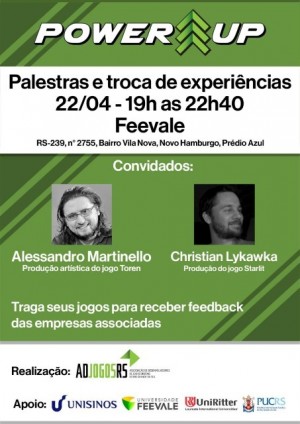 POWER UP
Palestras e troca de experiências
22/04 - 19h as 22h40
Feevale
RS-239, nº 2755, Bairro Vila Nova, Novo Hamburgo, Prédio Azul
Convidados:
Alessandro Martinello
Produção artística do jogo Toren
Christian Lykawka
Produção do jogo Starlit
Traga seus jogos para receber feedback
das empresas associadas
Realização: ADJOGOSRS
Apoio: UNISINOS UNIVERSIDADE FEEVALE UniRitter PUCRS